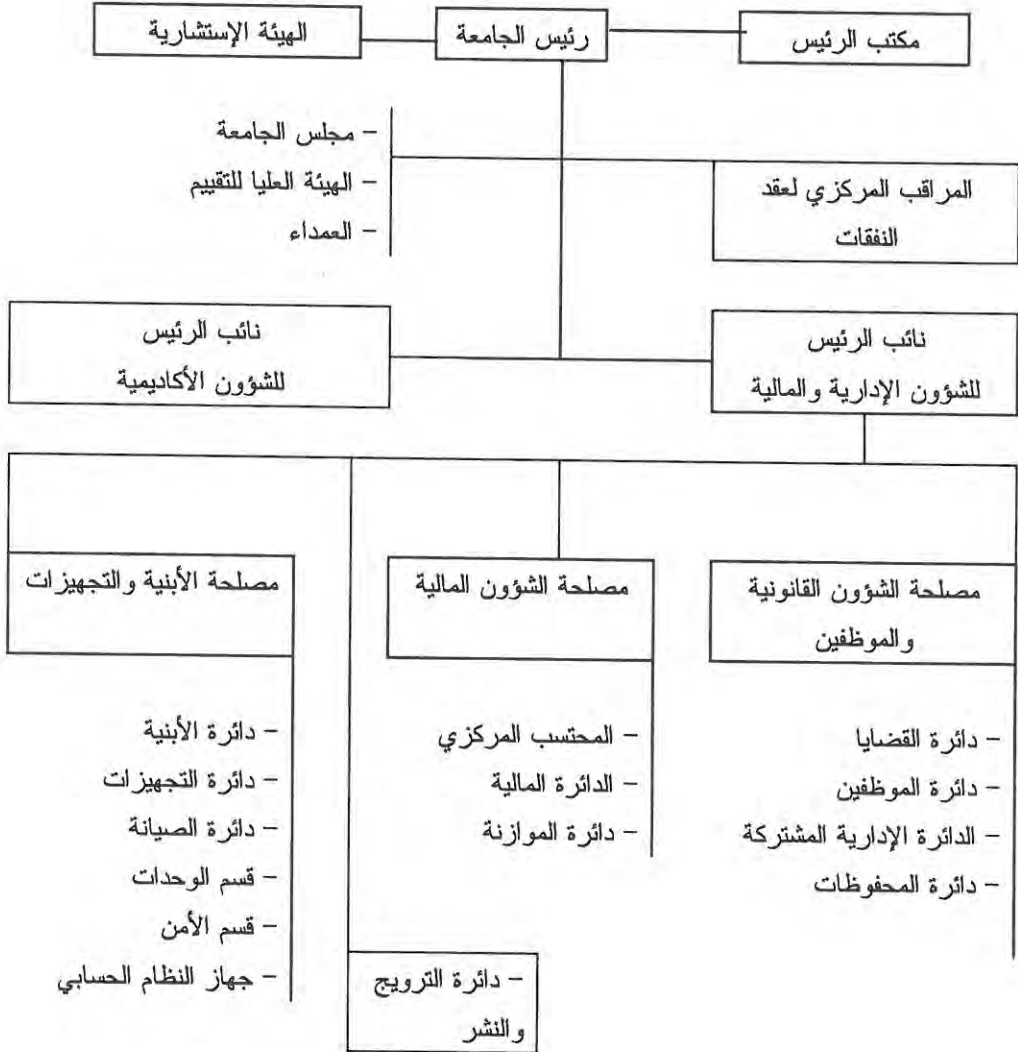 مكتب الرئيس
رئيس الجامعة
الهيئة الإستشارية
- مجلس الجامعة
- الهيئة العليا للتقييم
- العمداء
المراقب المركزي لعقد
النفقات
نائب الرئيس
للشؤون الإدارية والمالية
نائب الرئيس
للشؤون الأكاديمية
مصلحة الشؤون القانونية
والموظفين
- دائرة القضايا
- دائرة الموظفين
- الدائرة الإدارية المشتركة
- دائرة المحفوظات
مصلحة الشؤون المالية
- المحتسب المركزي
- الدائرة المالية
- دائرة الموازنة
- دائرة الترويج
والنشر
مصلحة الأبنية والتجهيزات
- دائرة الأبنية
- دائرة التجهيزات
- دائرة الصيانة
- قسم الوحدات
- قسم الأمن
- جهاز النظام الحسابي